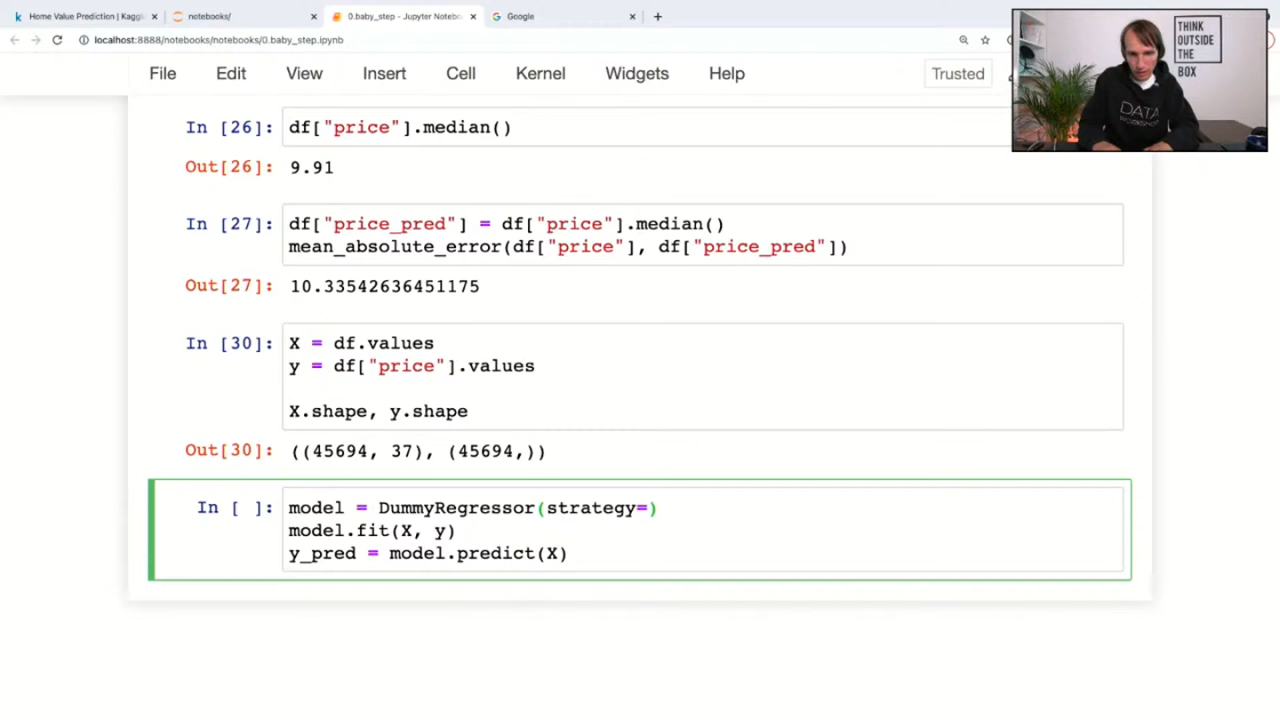 Home Value Prediction | Kaggle
notebooks/
0.baby_step - Jupyter Notebo
Google
localhost:8888/notebooks/notebooks/0.baby_step.ipynb
File Edit View Insert Cell Kernel Widgets Help Trusted
THINK
OUTSIDE
THE
BOX
DATA
WORKSHOP
In [26]: df["price"].median()
Out[26]: 9.91
In [27]: df["price_pred"] = df["price"].median()
mean_absolute_error(df["price"], df["price_pred"])
Out[27]: 10.33542636451175
In [30]: X = df.values
y = df["price"].values
X.shape, y.shape
Out[30]: ((45694, 37), (45694,))
In [ ]: model = DummyRegressor(strategy=)
model.fit(X, y)
y_pred = model.predict(X)